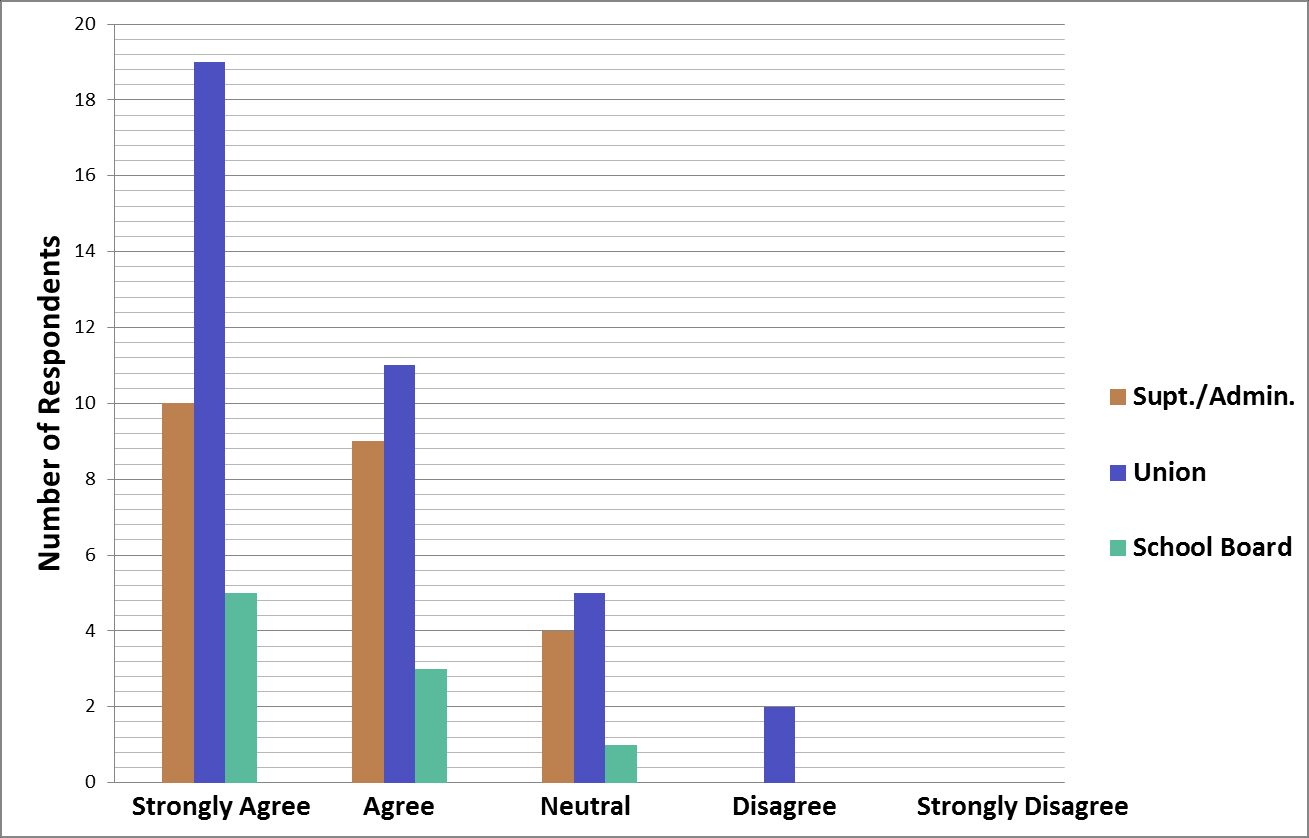 20
18
16
14
12
10
8
6
4
2
0
Number of Respondents
Strongly Agree
Agree
Neutral
Disagree
Strongly Disagree
Supt./Admin.
Union
School Board